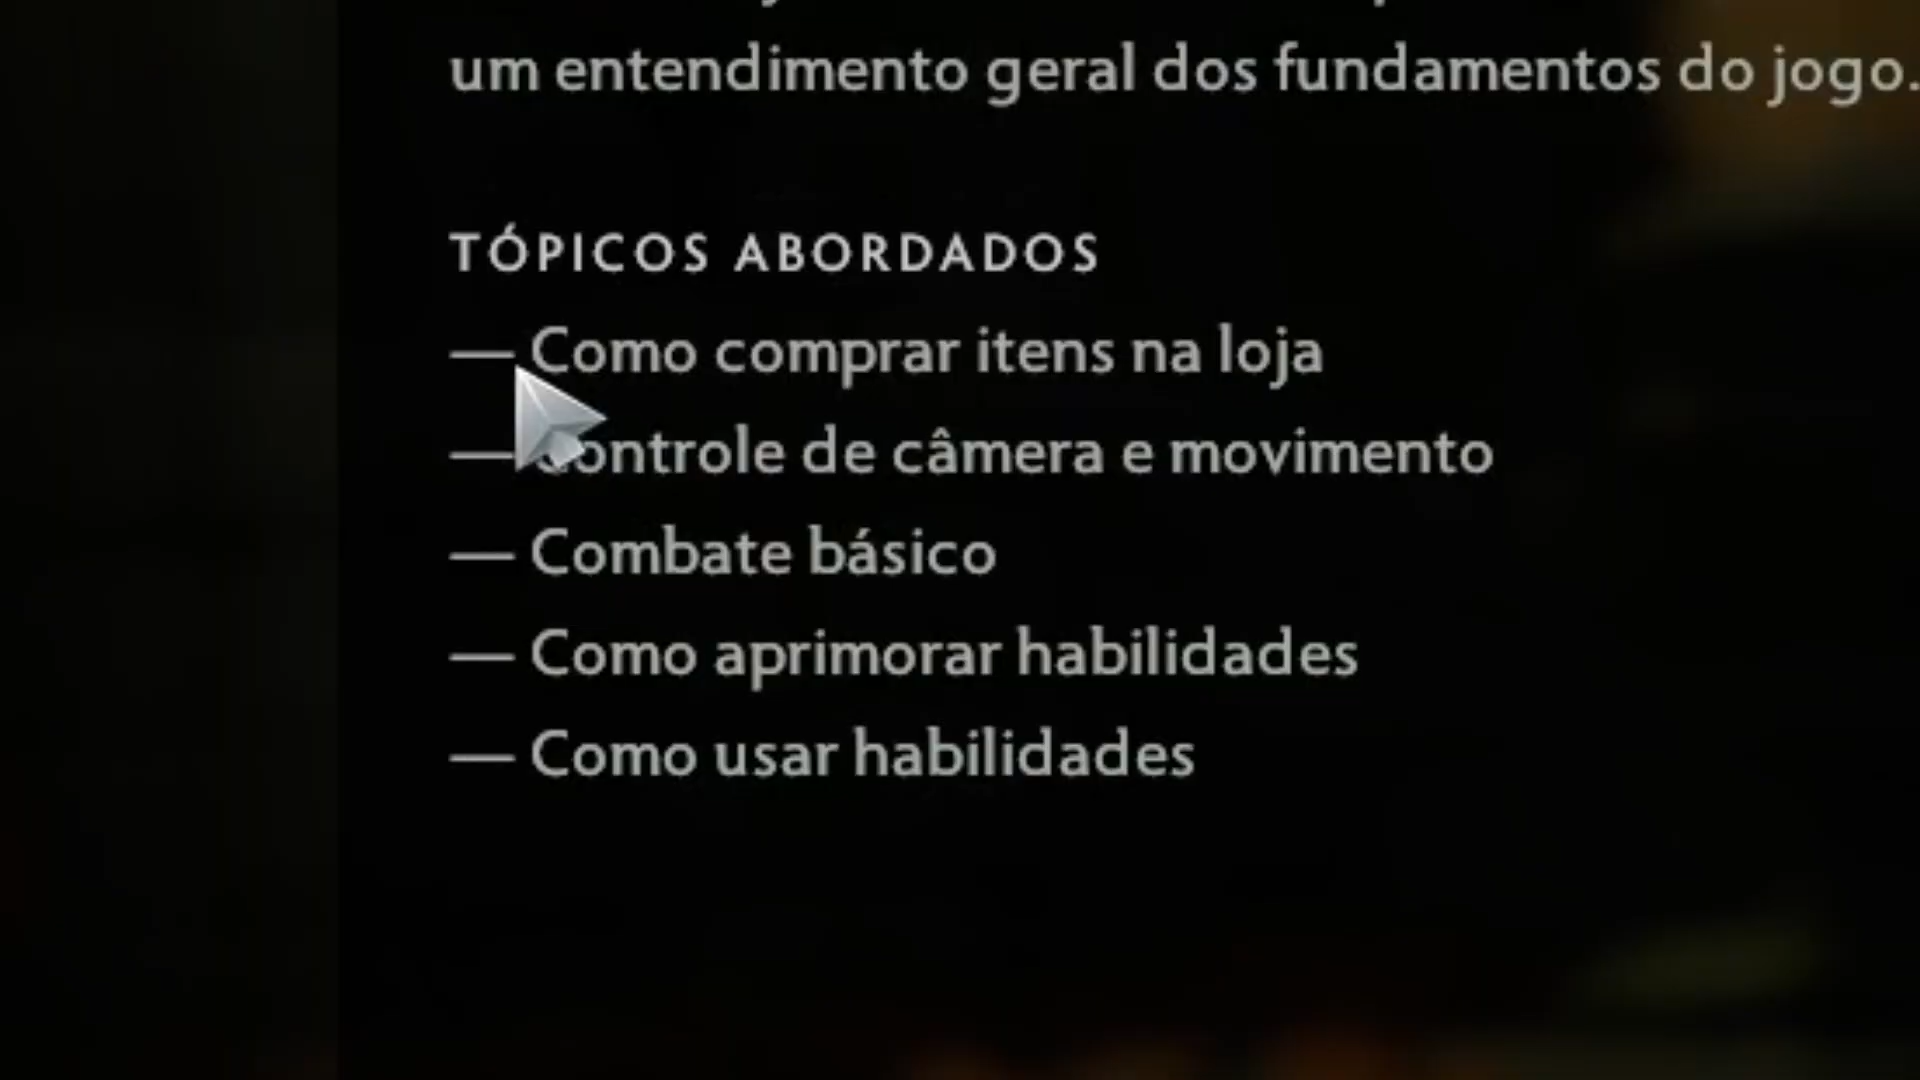 um entendimento geral dos fundamentos do jogo.
TÓPICOS ABORDADOS
— Como comprar itens na loja
— Controle de câmera e movimento
— Combate básico
— Como aprimorar habilidades
— Como usar habilidades